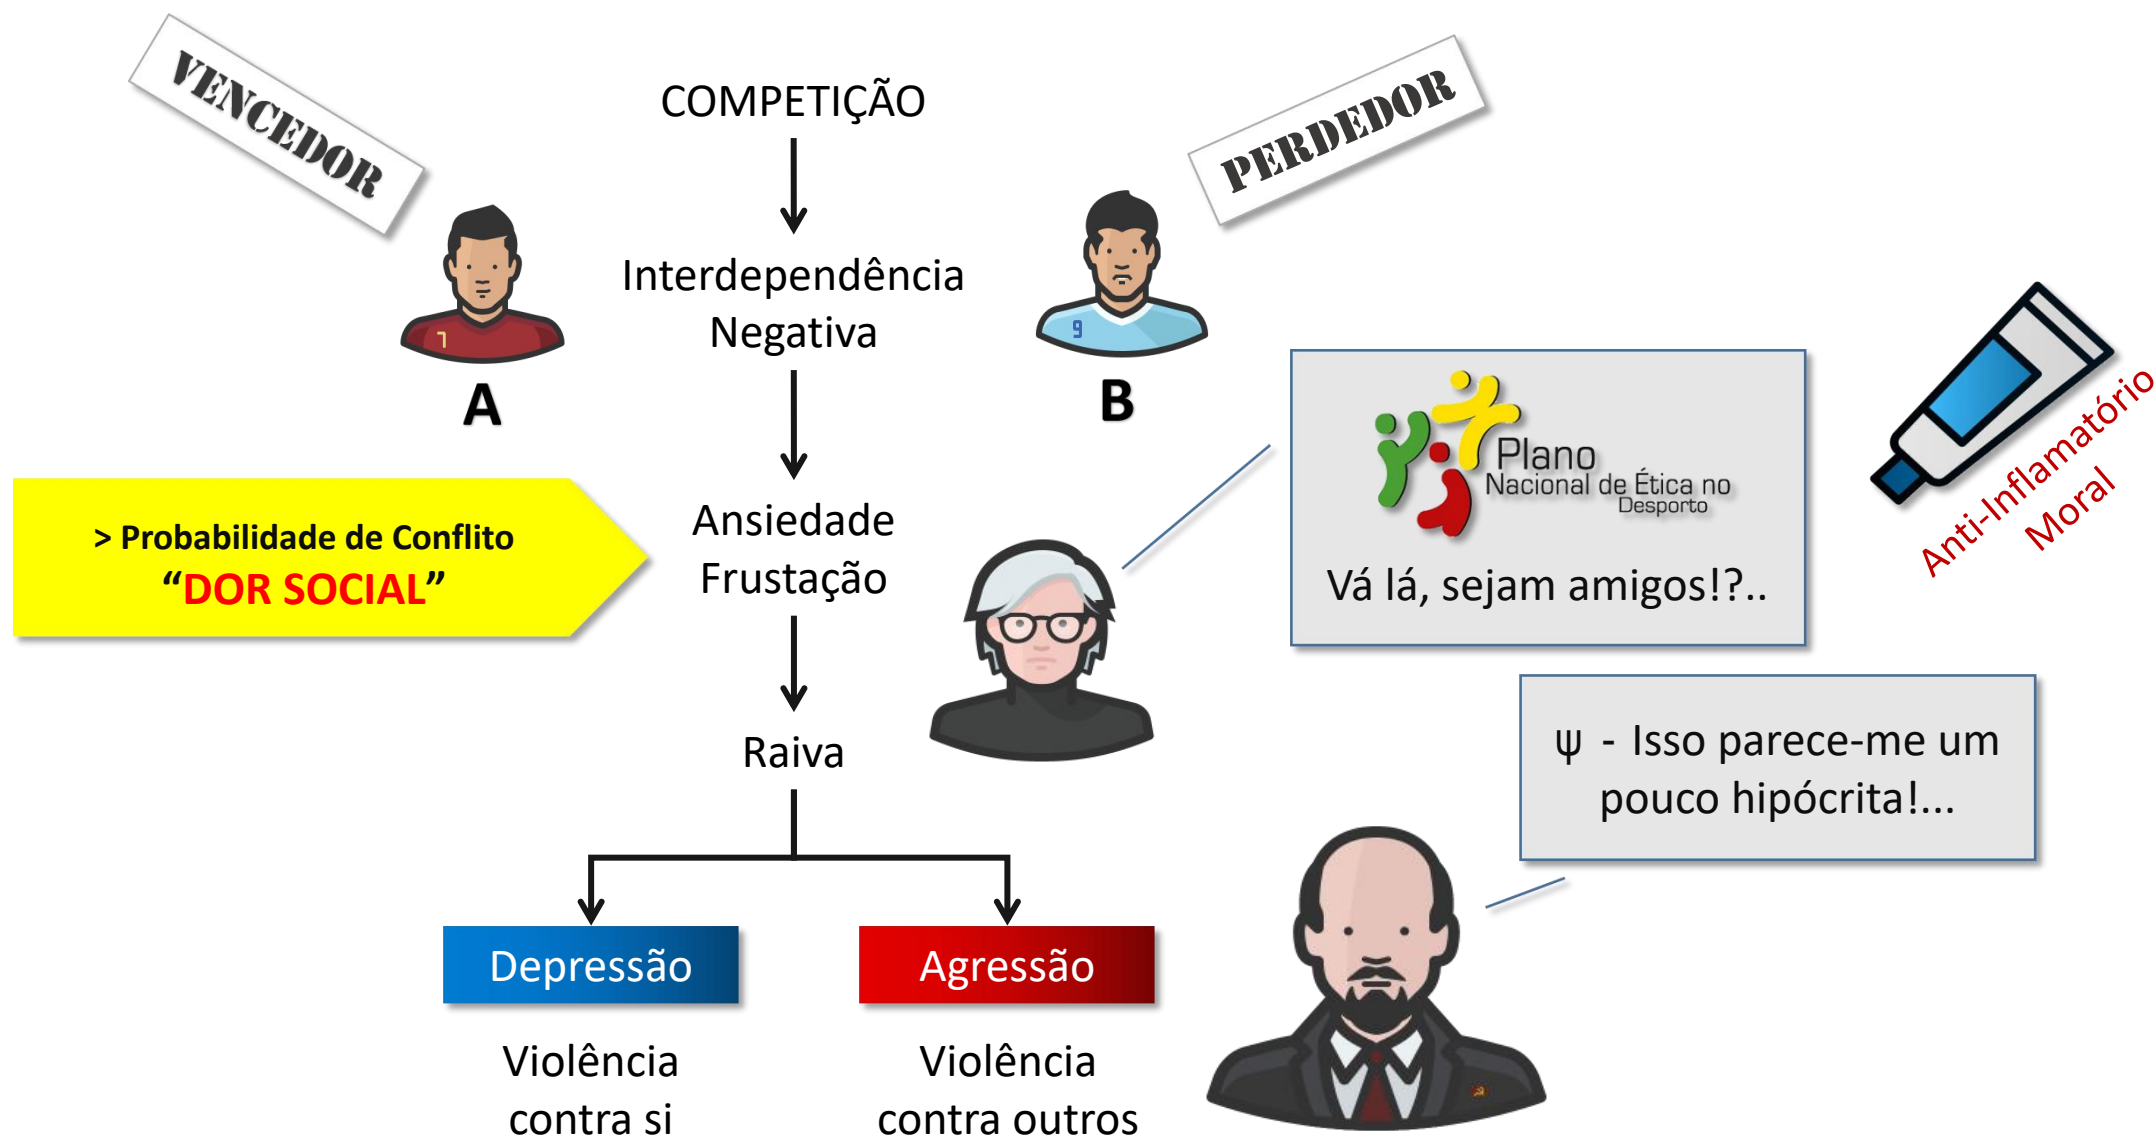 VENCEDOR
COMPETIÇÃO
PERDEDOR
Interdependência
Negativa
7
9
A
B
Plano
Nacional de Ética no
Desporto
Vá lá, sejam amigos!?..
Anti-Inflamatório
Moral
> Probabilidade de Conflito
“DOR SOCIAL”
Ansiedade
Frustação
Raiva
ψ - Isso parece-me um
pouco hipócrita!...
Depressão
Agressão
Violência
contra si
Violência
contra outros